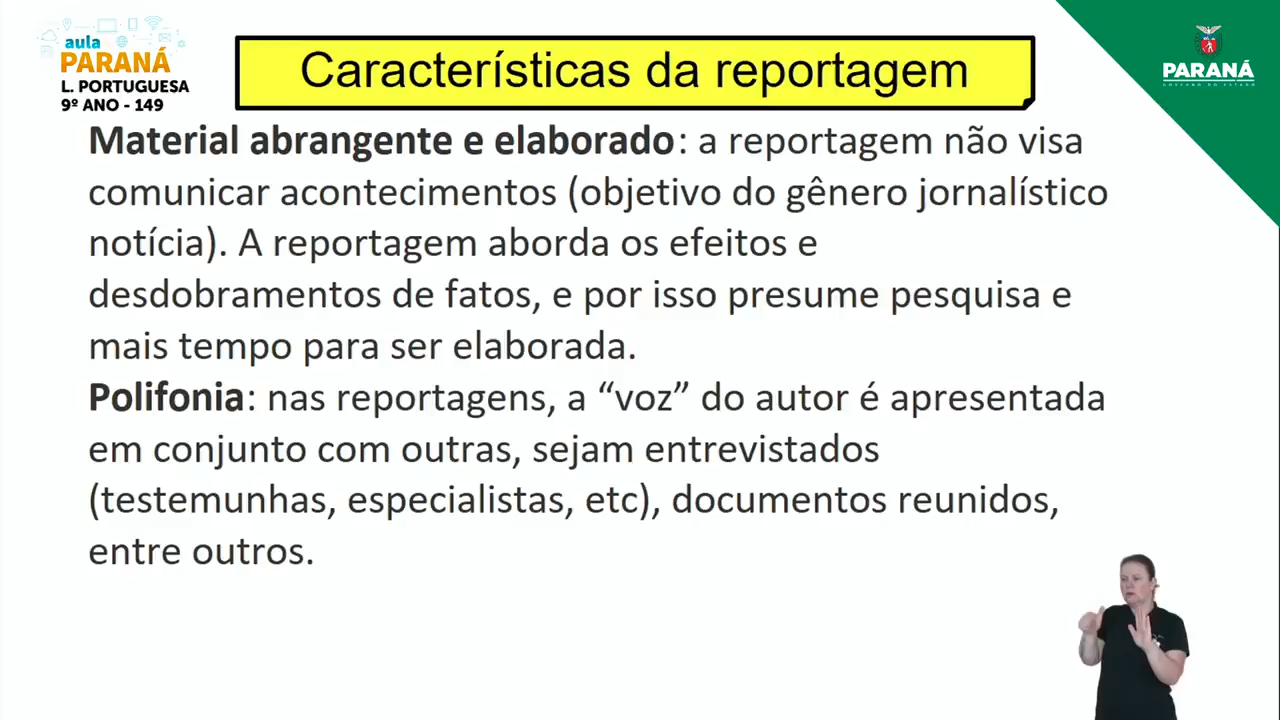 aula
PARANÁ
L. PORTUGUESA
9º ANO - 149
Características da reportagem
PARANÁ
GOVERNO DO ESTADO
Material abrangente e elaborado: a reportagem não visa
comunicar acontecimentos (objetivo do gênero jornalístico
notícia). A reportagem aborda os efeitos e
desdobramentos de fatos, e por isso presume pesquisa e
mais tempo para ser elaborada.
Polifonia: nas reportagens, a “voz” do autor é apresentada
em conjunto com outras, sejam entrevistados
(testemunhas, especialistas, etc), documentos reunidos,
entre outros.